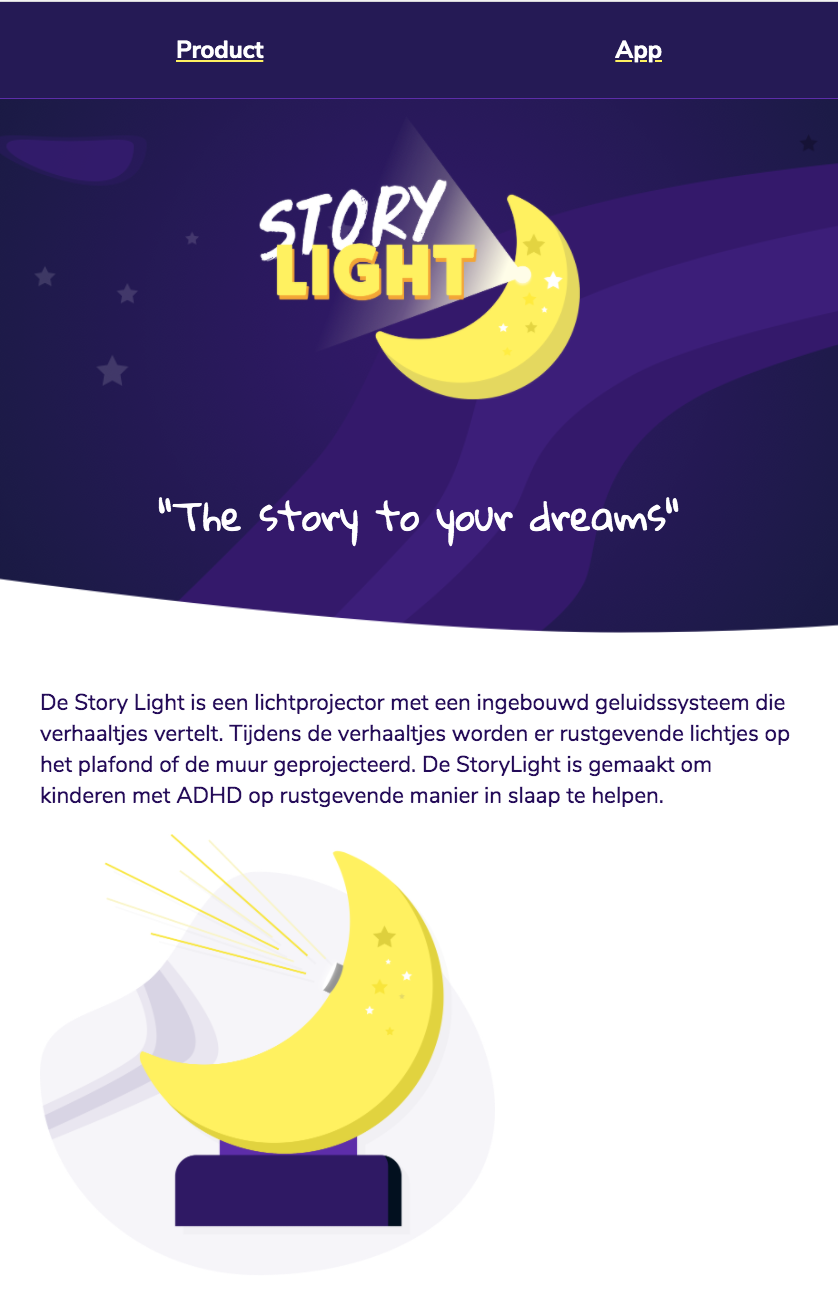 Product App
STORY
LIGHT
"The story to your dreams"
De Story Light is een lichtprojector met een ingebouwd geluidssysteem die
verhaaltjes vertelt. Tijdens de verhaaltjes worden er rustgevende lichtjes op
het plafond of de muur geprojecteerd. De StoryLight is gemaakt om
kinderen met ADHD op rustgevende manier in slaap te helpen.